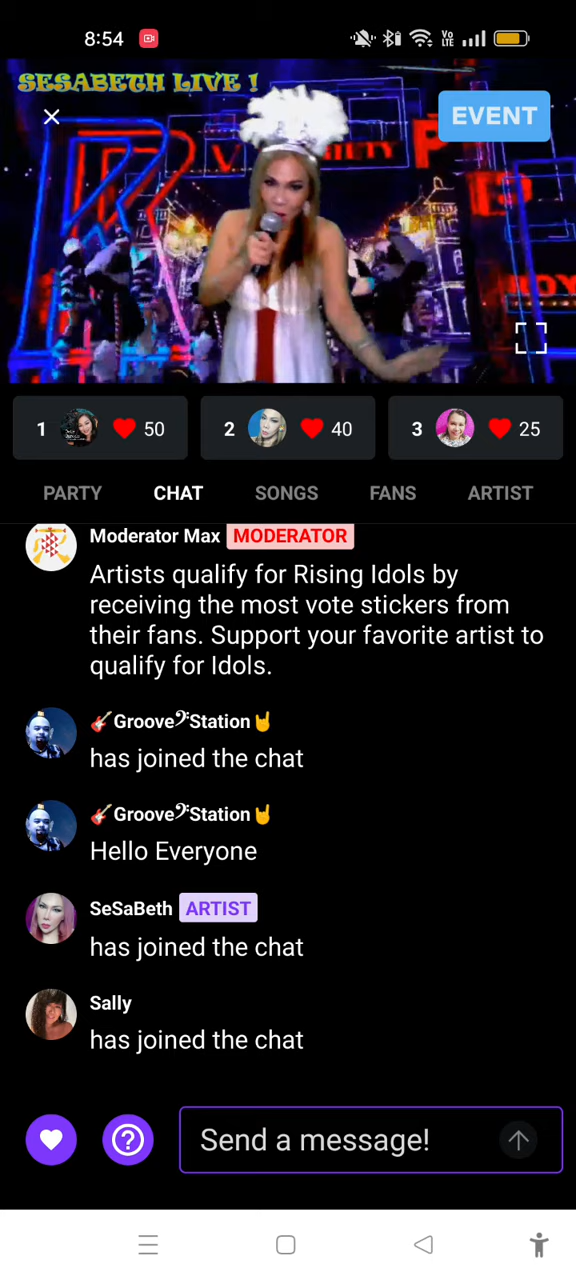 8:54
Vo
LTE
SESABETH LIVE !
EVENT
1 50
2 40
3 25
PARTY
CHAT
SONGS
FANS
ARTIST
Moderator Max MODERATOR
Artists qualify for Rising Idols by
receiving the most vote stickers from
their fans. Support your favorite artist to
qualify for Idols.
🎸Groove𝄢Station🤘
has joined the chat
🎸Groove𝄢Station🤘
Hello Everyone
SeSaBeth ARTIST
has joined the chat
Sally
has joined the chat
Send a message!